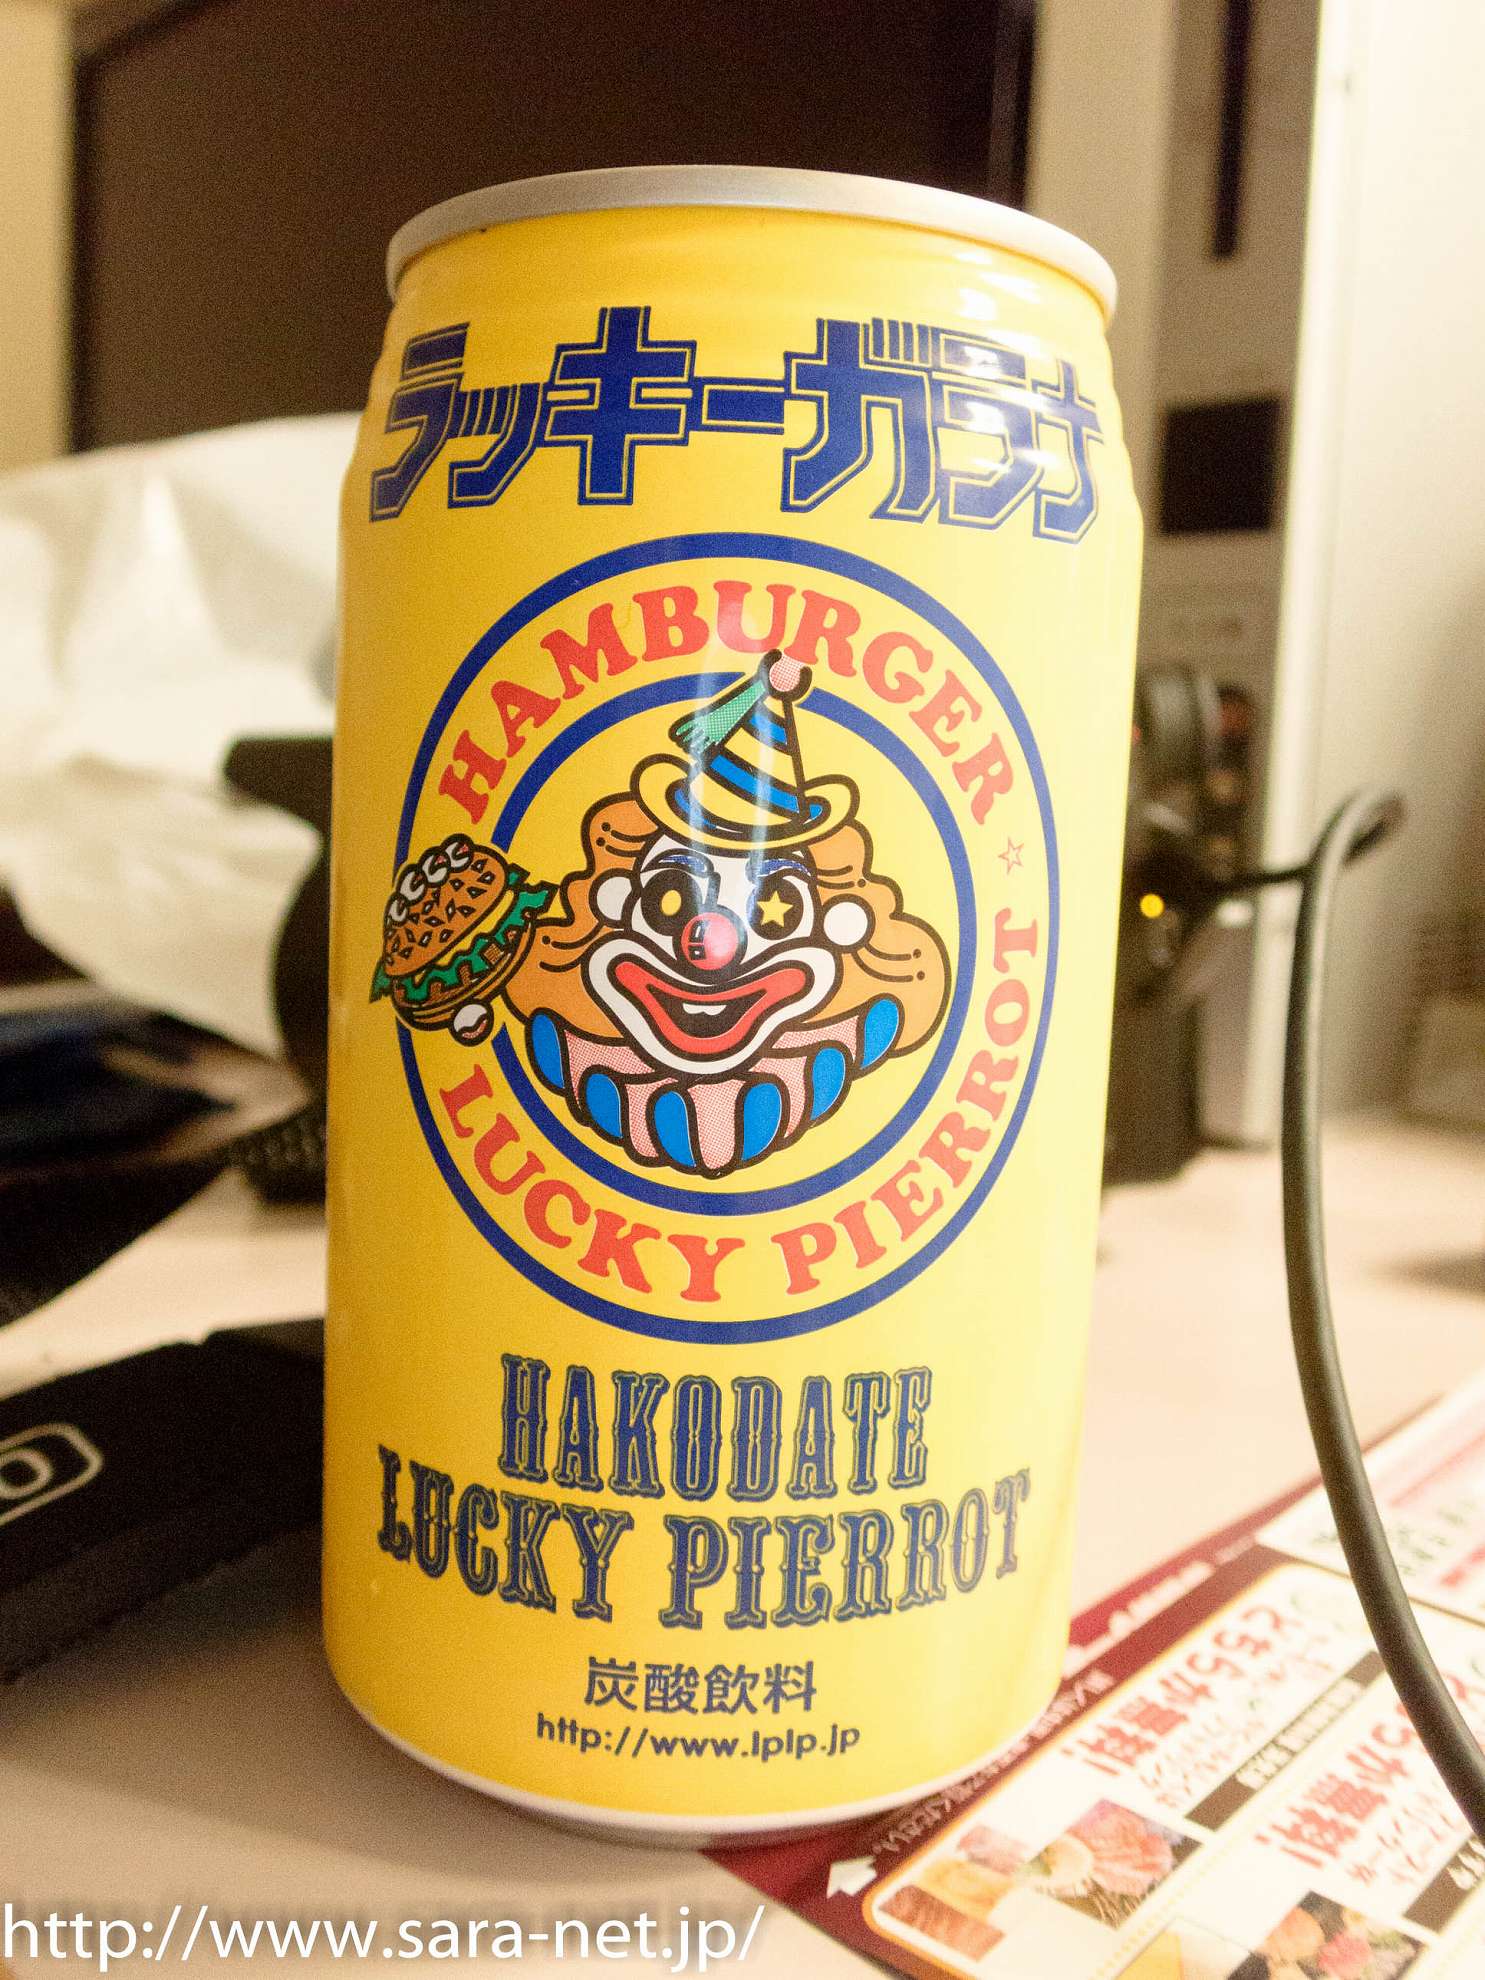 ラッキーガラナ
HAMBURGER ☆
LUCKY PIERROT
HAKODATE
LUCKY PIERROT
炭酸飲料
http://www.lplp.jp
http://www.sara-net.jp/